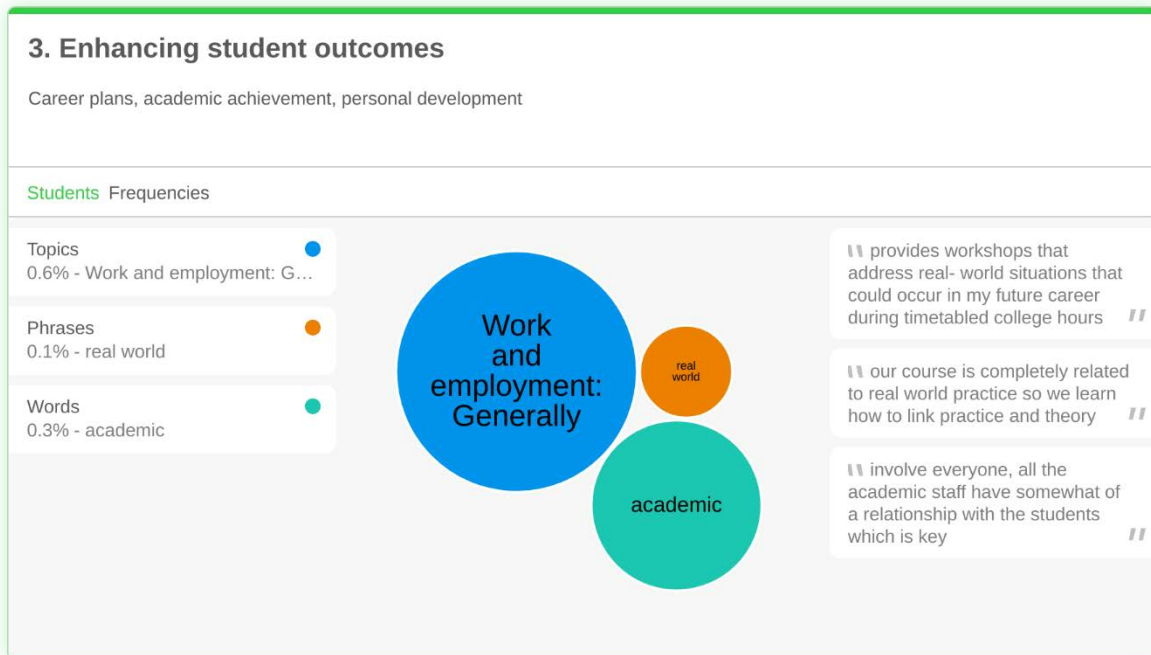 3. Enhancing student outcomes
Career plans, academic achievement, personal development
Students Frequencies
Topics
0.6% - Work and employment: G...
Phrases
0.1% - real world
Words
0.3% - academic
Work
and
employment:
Generally
real
world
academic
" provides workshops that
address real- world situations that
could occur in my future career
during timetabled college hours "
" our course is completely related
to real world practice so we learn
how to link practice and theory "
" involve everyone, all the
academic staff have somewhat of
a relationship with the students
which is key "